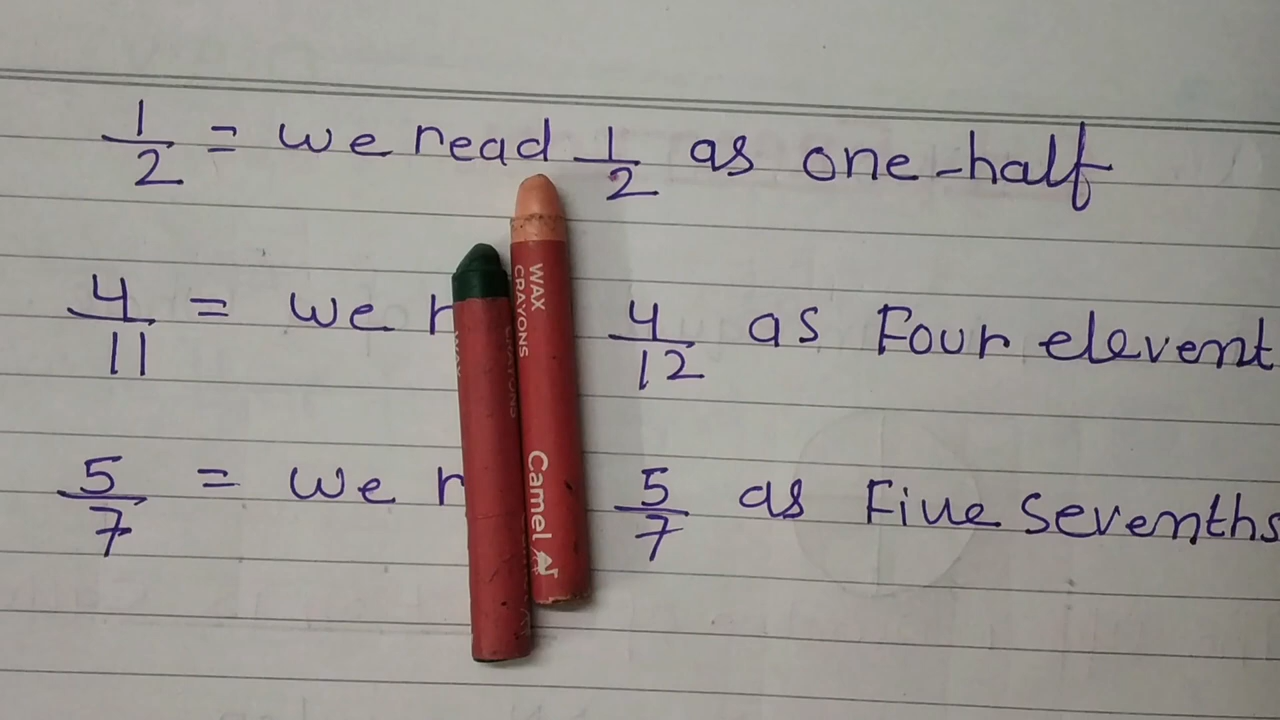 1/2 = we read 1/2 as one-half
4/11 = we r 4/12 as Four elevent
5/7 = we r 5/7 as Five sevenths
WAX CRAYONS
Camel
CRAYONS